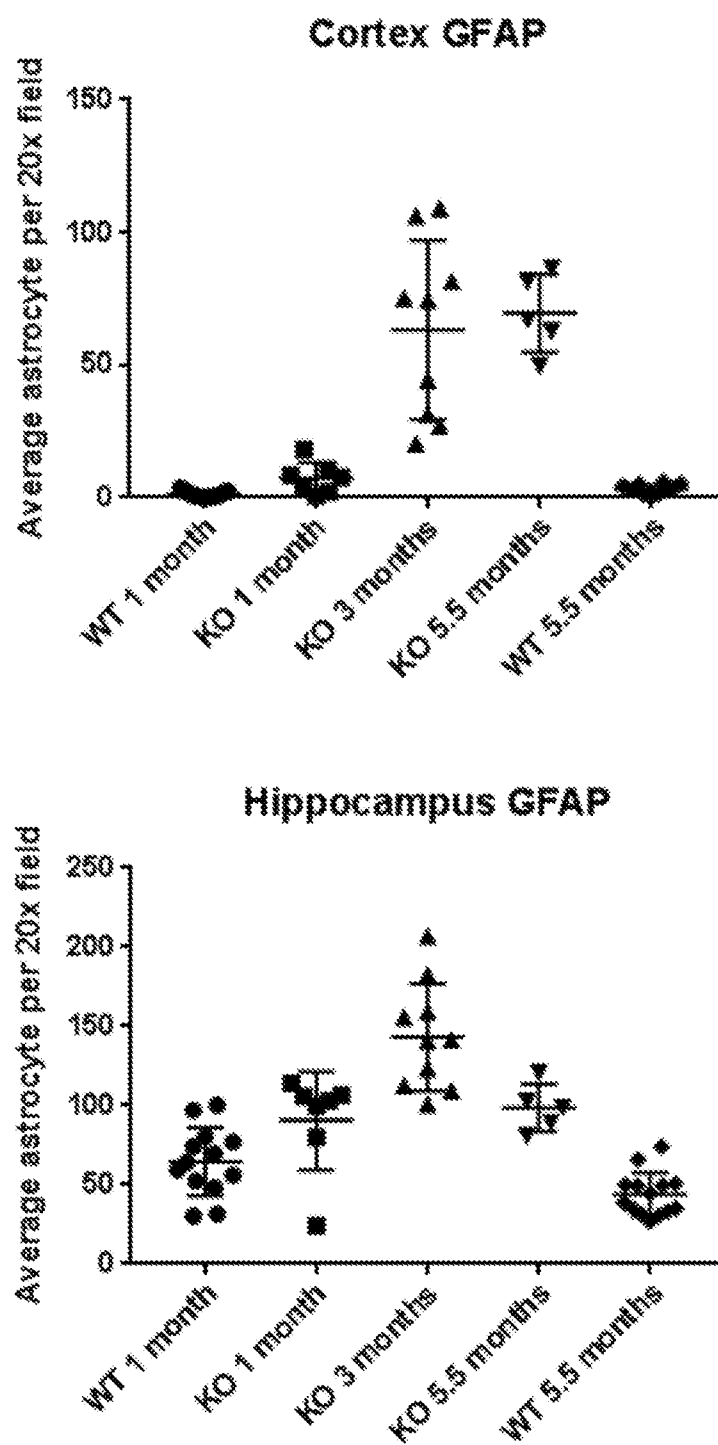 Cortex GFAP
Average astrocyte per 20x field
150
100
50
0
WT 1 month
KO 1 month
KO 3 months
KO 5.5 months
WT 5.5 months
Hippocampus GFAP
Average astrocyte per 20x field
250
200
150
100
50
0
WT 1 month
KO 1 month
KO 3 months
KO 5.5 months
WT 5.5 months